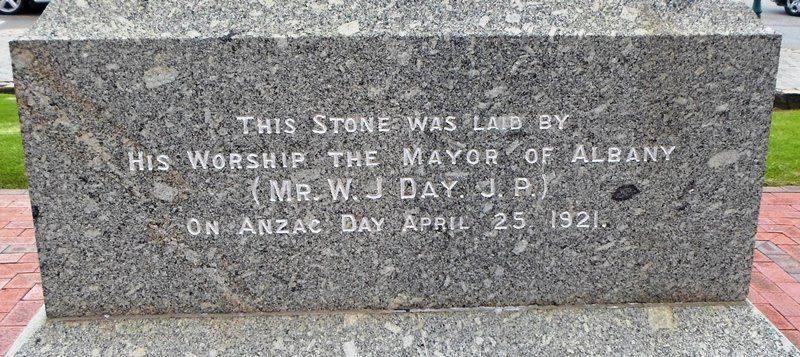 THIS STONE WAS LAID BY
HIS WORSHIP THE MAYOR OF ALBANY
(MR. W. J DAY. J. P.)
ON ANZAC DAY APRIL 25, 1921.